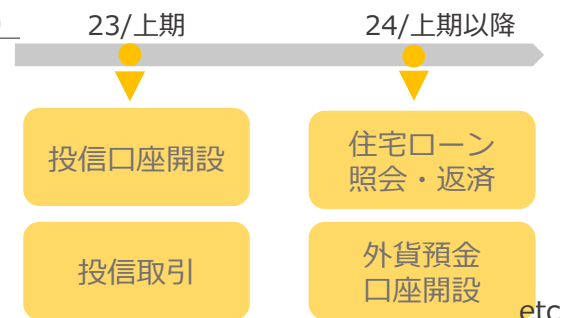 23/上期
24/上期以降
投信口座開設
住宅ローン
照会・返済
投信取引
外貨預金
口座開設
etc